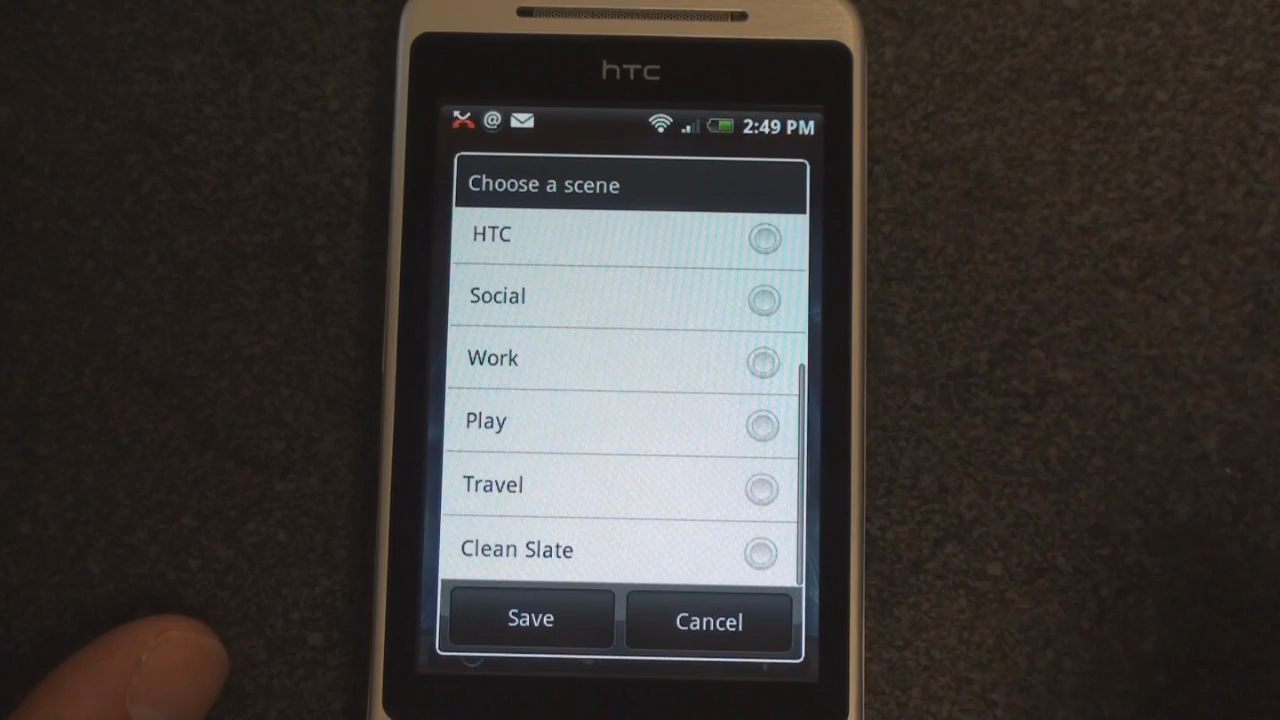 hTC
@
2:49 PM
Choose a scene
HTC
Social
Work
Play
Travel
Clean Slate
Save
Cancel